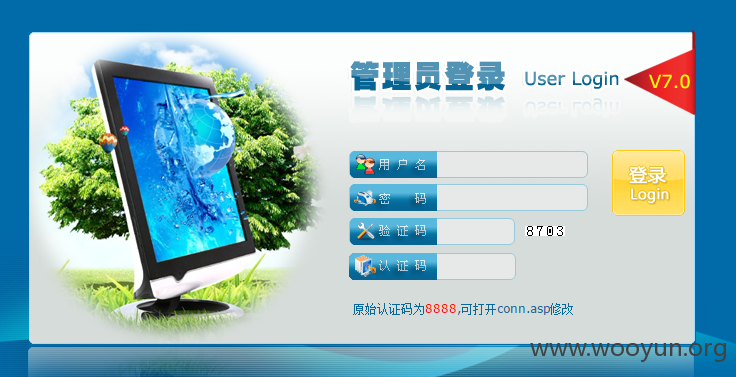 管理员登录 User Login V7.0
用户名
密 码
登录
Login
验证码 8703
认证码
原始认证码为8888,可打开conn.asp修改
www.wooyun.org